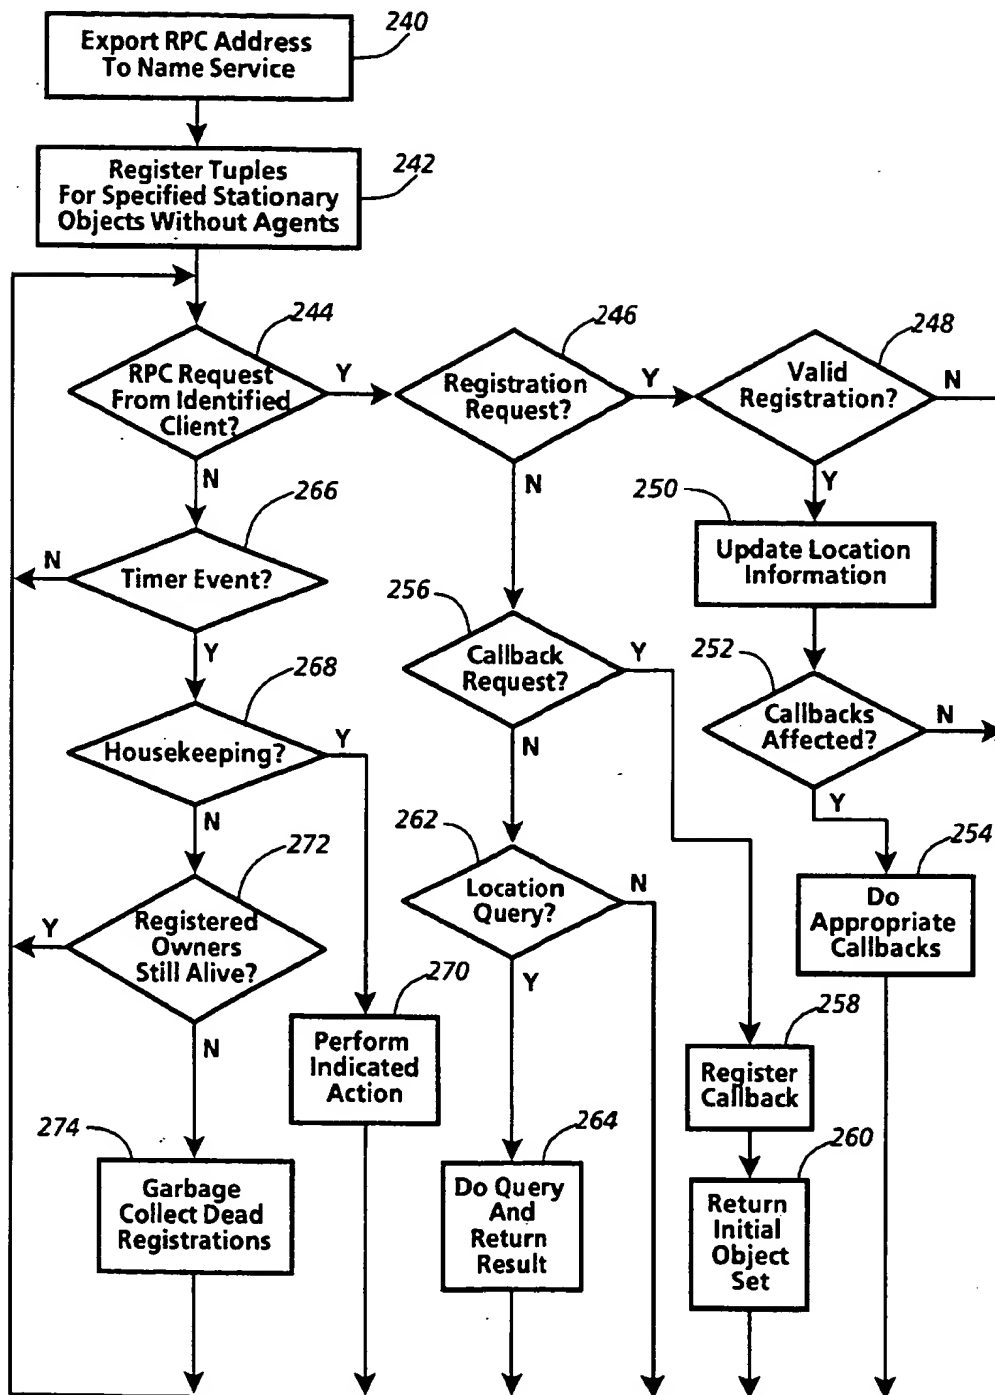 Export RPC Address
To Name Service
240
Register Tuples
For Specified Stationary
Objects Without Agents
242
RPC Request
From Identified
Client?
244
Y
N
Registration
Request?
246
Y
N
Valid
Registration?
248
N
Y
Timer Event?
266
N
Y
250
Update Location
Information
256
Callback
Request?
Y
N
252
Callbacks
Affected?
N
Y
Housekeeping?
268
Y
N
262
Location
Query?
N
Y
254
Do
Appropriate
Callbacks
Registered
Owners
Still Alive?
272
Y
N
270
Perform
Indicated
Action
258
Register
Callback
274
Garbage
Collect Dead
Registrations
264
Do Query
And
Return
Result
260
Return
Initial
Object
Set